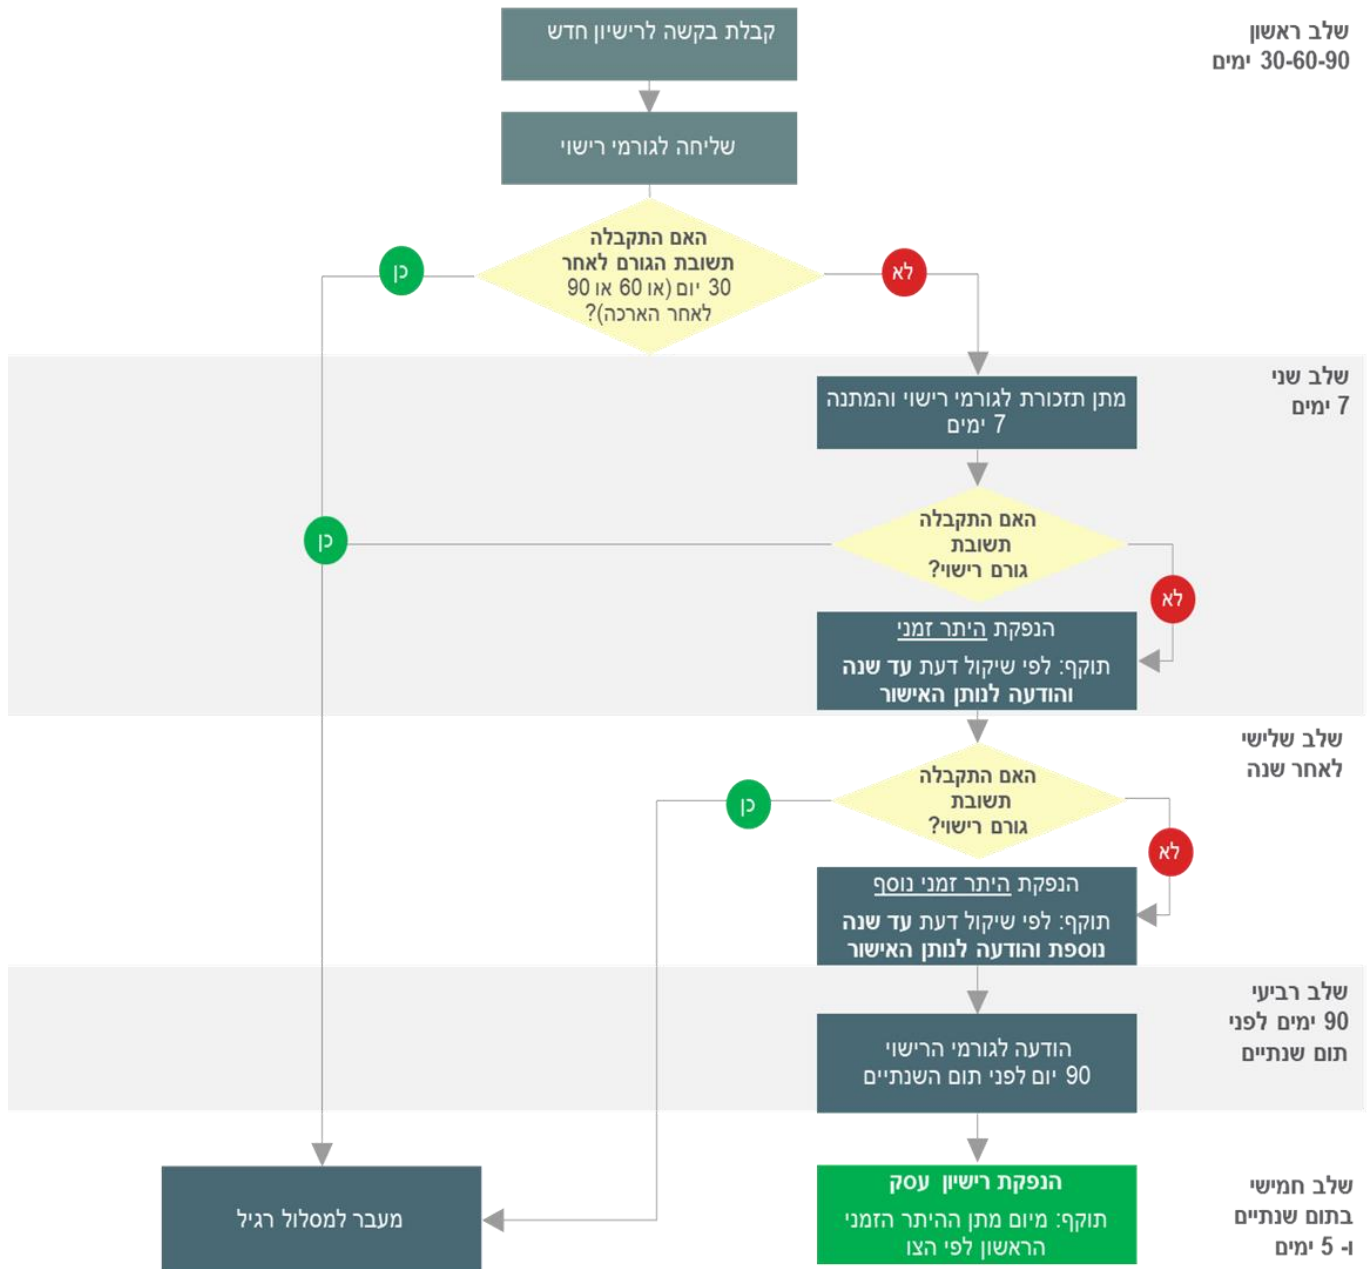 שלב ראשון
30-60-90 ימים
קבלת בקשה לרישיון חדש
שליחה לגורמי רישוי
האם התקבלה
תשובת הגורם לאחר
30 יום (או 60 או 90
לאחר הארכה)?
כן
לא
שלב שני
7 ימים
מתן תזכורת לגורמי רישוי והמתנה
7 ימים
האם התקבלה
תשובת
גורם רישוי?
כן
לא
הנפקת היתר זמני
תוקף: לפי שיקול דעת עד שנה
והודעה לנותן האישור
שלב שלישי
לאחר שנה
האם התקבלה
תשובת
גורם רישוי?
כן
לא
הנפקת היתר זמני נוסף
תוקף: לפי שיקול דעת עד שנה
נוספת והודעה לנותן האישור
שלב רביעי
90 ימים לפני
תום שנתיים
הודעה לגורמי הרישוי
90 יום לפני תום השנתיים
שלב חמישי
בתום שנתיים
ו- 5 ימים
הנפקת רישיון עסק
תוקף: מיום מתן ההיתר הזמני
הראשון לפי הצו
מעבר למסלול רגיל